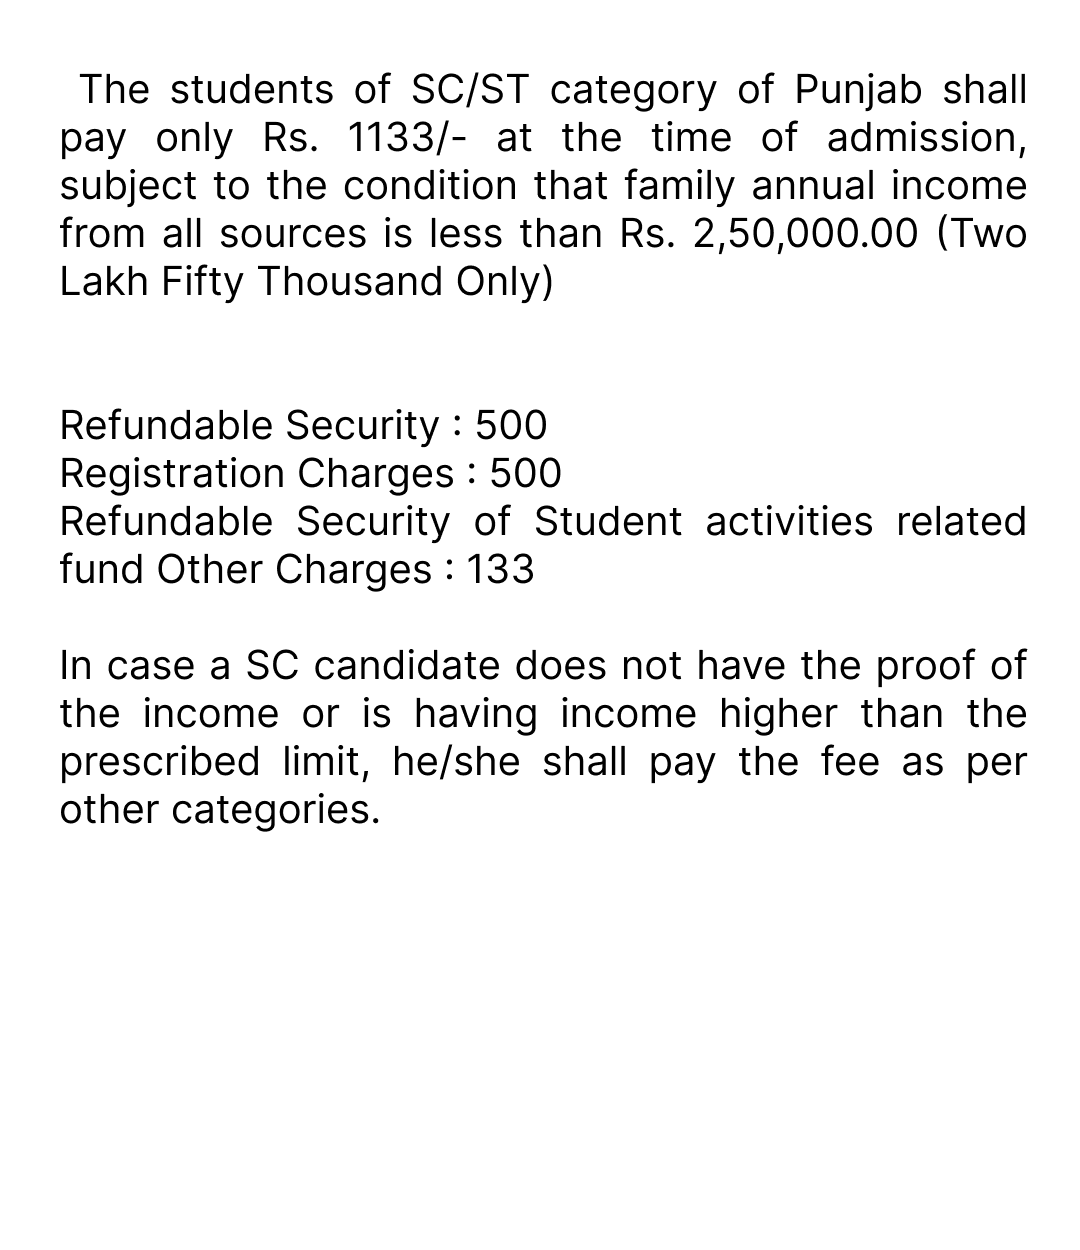 The students of SC/ST category of Punjab shall
pay only Rs. 1133/- at the time of admission,
subject to the condition that family annual income
from all sources is less than Rs. 2,50,000.00 (Two
Lakh Fifty Thousand Only)
Refundable Security : 500
Registration Charges : 500
Refundable Security of Student activities related
fund Other Charges : 133
In case a SC candidate does not have the proof of
the income or is having income higher than the
prescribed limit, he/she shall pay the fee as per
other categories.